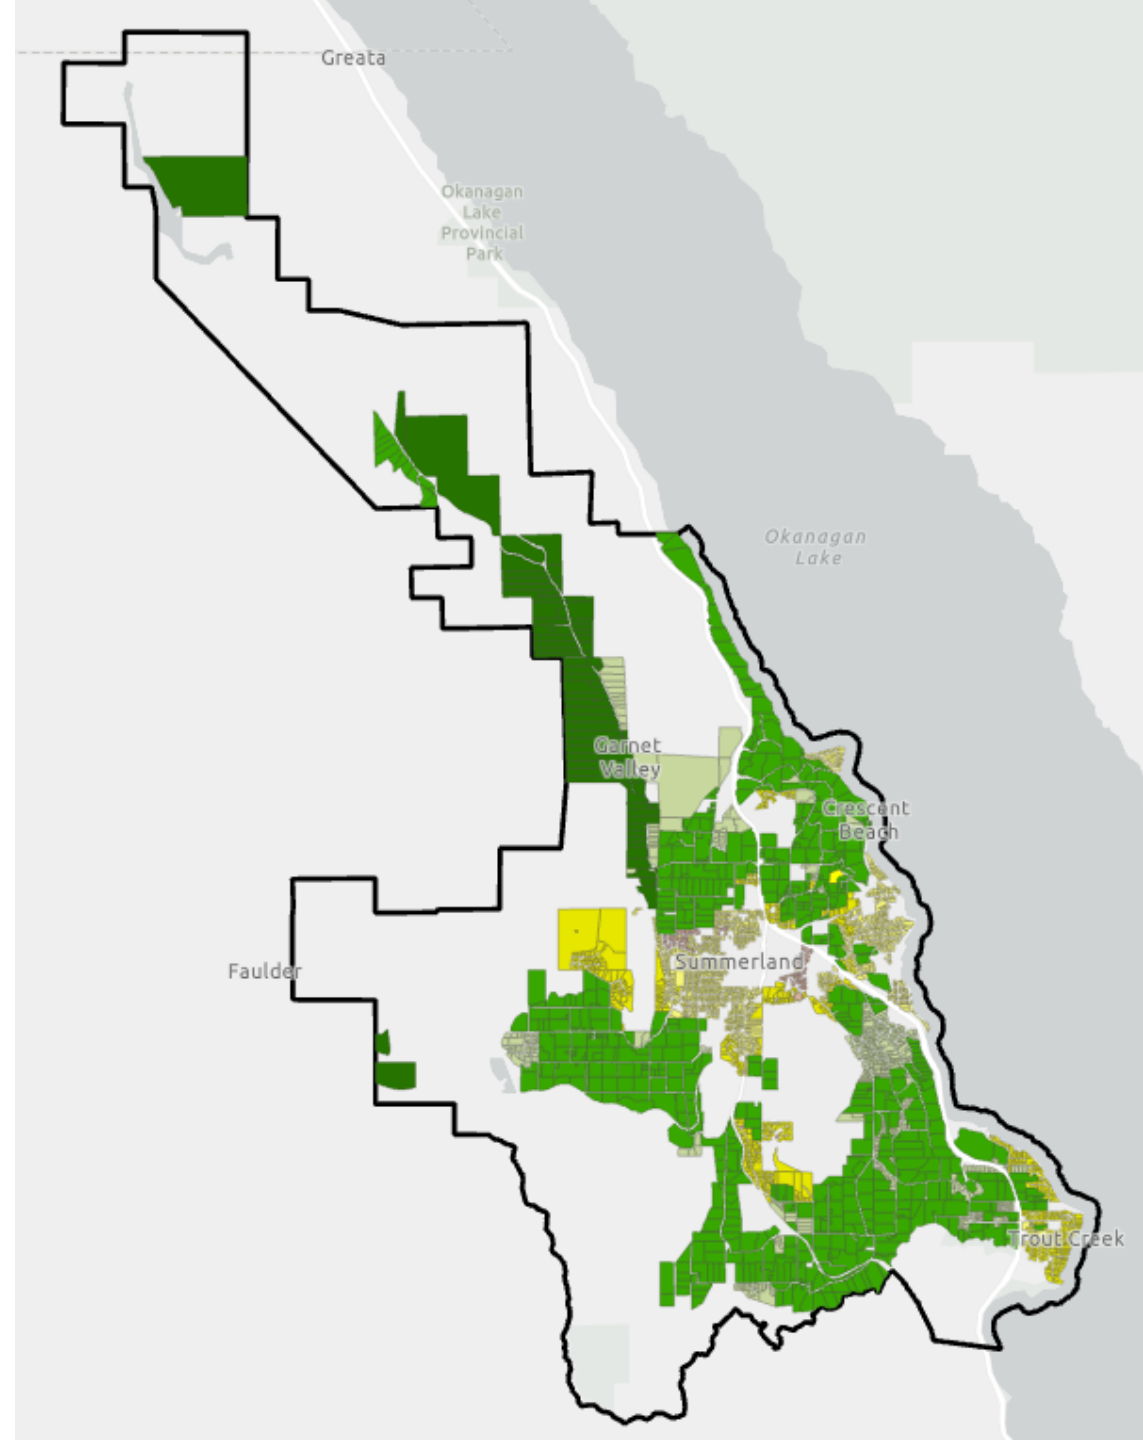 Greata
Okanagan
Lake
Provincial
Park
Okanagan
Lake
Garnet
Valley
Crescent
Beach
Summerland
Faulder
Trout Creek